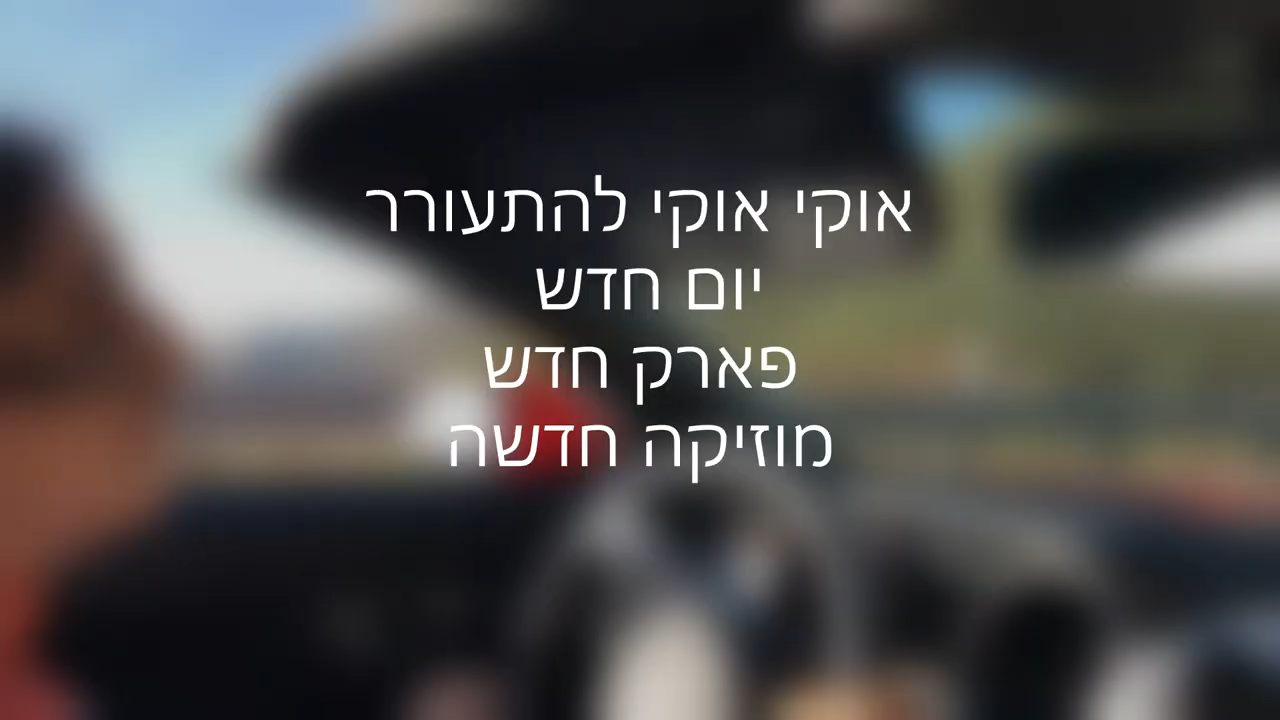 אוקי אוקי להתעורר
יום חדש
פארק חדש
מוזיקה חדשה